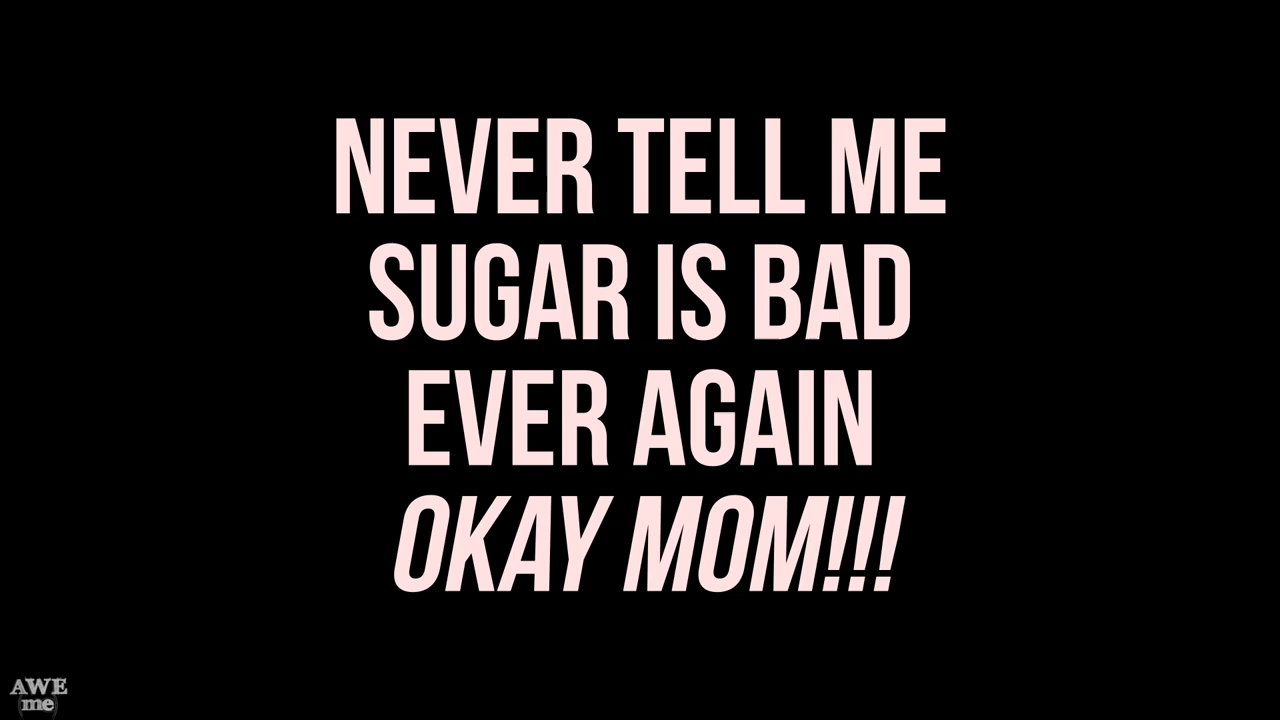 NEVER TELL ME
SUGAR IS BAD
EVER AGAIN
OKAY MOM!!!
AWE
me